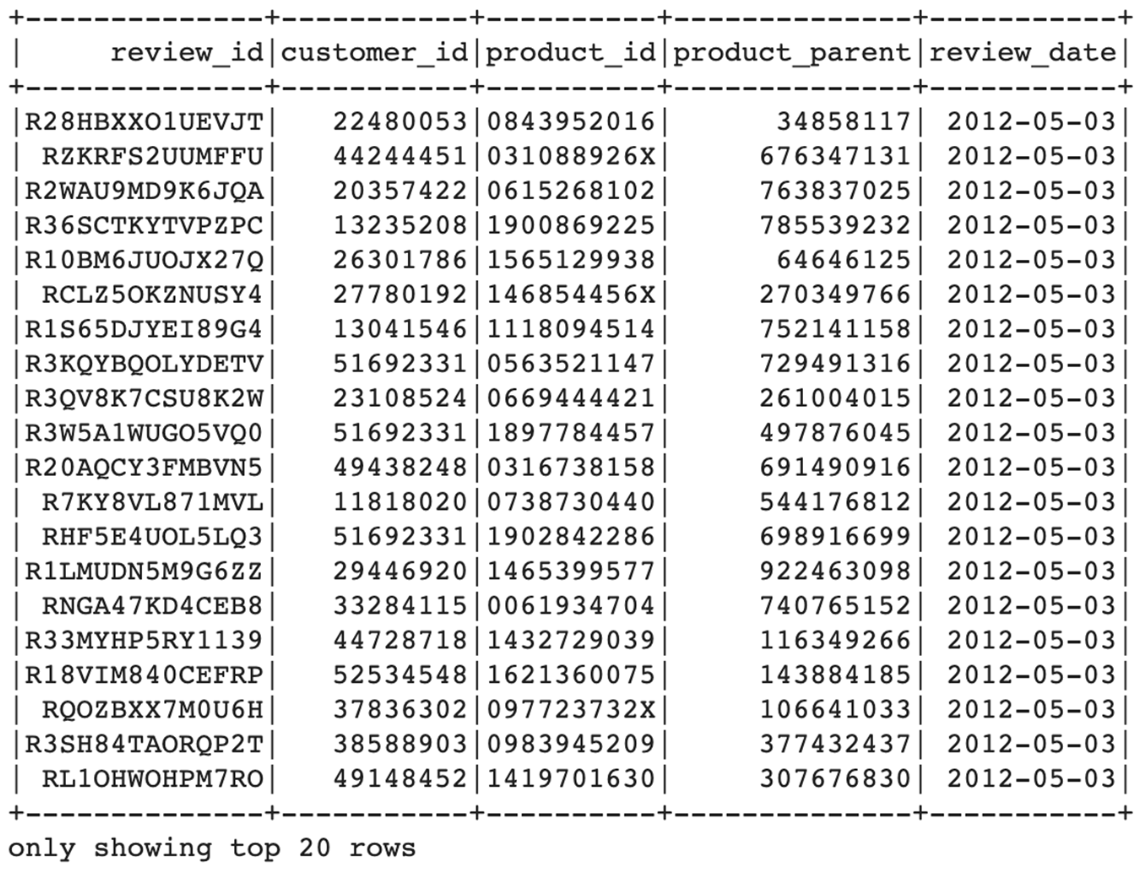 +--------------+-----------+----------+--------------+-----------+
|     review_id|customer_id|product_id|product_parent|review_date|
+--------------+-----------+----------+--------------+-----------+
|R28HBXXO1UEVJT|   22480053|0843952016|      34858117| 2012-05-03|
| RZKRFS2UUMFFU|   44244451|031088926X|     676347131| 2012-05-03|
|R2WAU9MD9K6JQA|   20357422|0615268102|     763837025| 2012-05-03|
|R36SCTKYTVPZPC|   13235208|1900869225|     785539232| 2012-05-03|
|R10BM6JUOJX27Q|   26301786|1565129938|      64646125| 2012-05-03|
| RCLZ5OKZNUSY4|   27780192|146854456X|     270349766| 2012-05-03|
|R1S65DJYEI89G4|   13041546|1118094514|     752141158| 2012-05-03|
|R3KQYBQOLYDETV|   51692331|0563521147|     729491316| 2012-05-03|
|R3QV8K7CSU8K2W|   23108524|0669444421|     261004015| 2012-05-03|
|R3W5A1WUGO5VQ0|   51692331|1897784457|     497876045| 2012-05-03|
|R20AQCY3FMBVN5|   49438248|0316738158|     691490916| 2012-05-03|
| R7KY8VL871MVL|   11818020|0738730440|     544176812| 2012-05-03|
| RHF5E4UOL5LQ3|   51692331|1902842286|     698916699| 2012-05-03|
|R1LMUDN5M9G6ZZ|   29446920|1465399577|     922463098| 2012-05-03|
| RNGA47KD4CEB8|   33284115|0061934704|     740765152| 2012-05-03|
|R33MYHP5RY1139|   44728718|1432729039|     116349266| 2012-05-03|
|R18VIM840CEFRP|   52534548|1621360075|     143884185| 2012-05-03|
| RQOZBXX7M0U6H|   37836302|097723732X|     106641033| 2012-05-03|
|R3SH84TAORQP2T|   38588903|0983945209|     377432437| 2012-05-03|
| RL1OHWOHPM7RO|   49148452|1419701630|     307676830| 2012-05-03|
+--------------+-----------+----------+--------------+-----------+
only showing top 20 rows